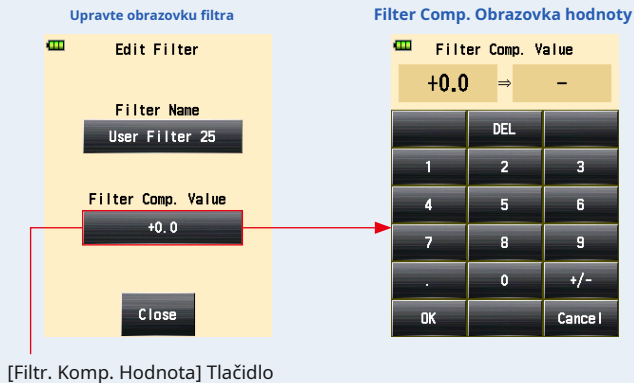 Upravte obrazovku filtra
Edit Filter
Filter Name
User Filter 25
Filter Comp. Value
+0.0
Close
[Filtr. Komp. Hodnota] Tlačidlo
Filter Comp. Obrazovka hodnoty
Filter Comp. Value
+0.0 ⇒ –
DEL
1 2 3
4 5 6
7 8 9
. 0 +/-
OK Cancel